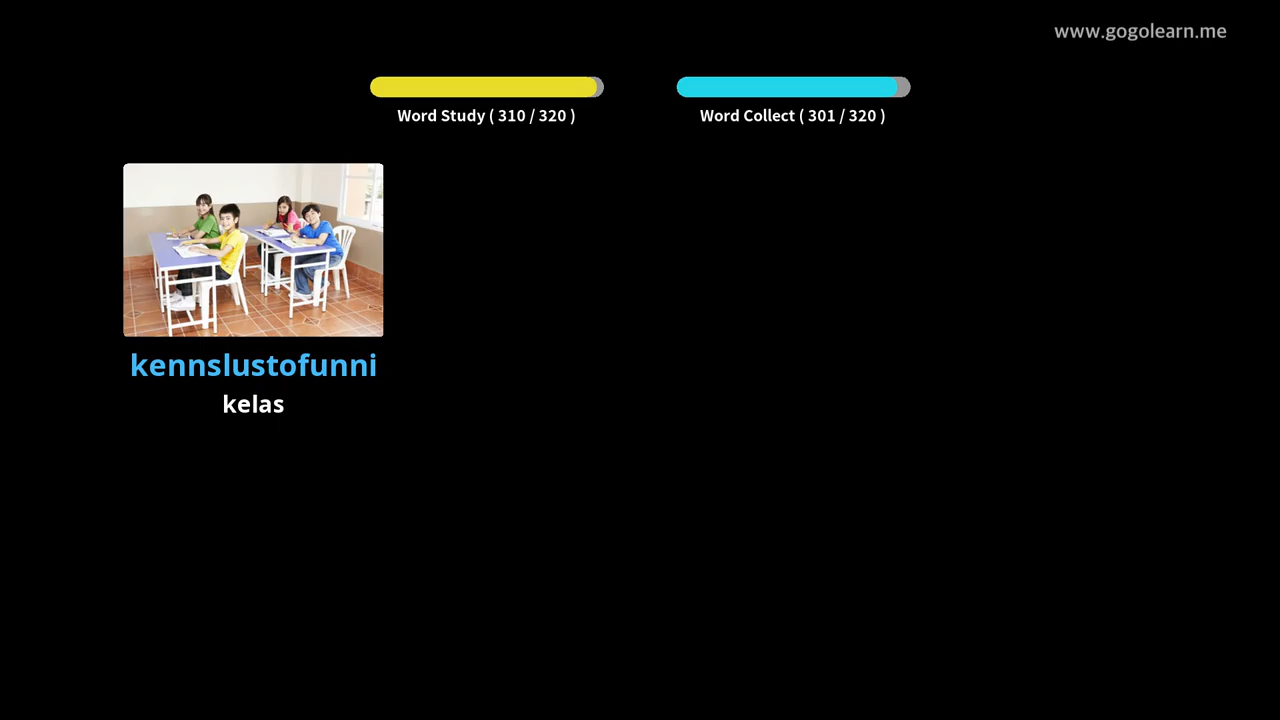 www.gogolearn.me
Word Study ( 310 / 320 )
Word Collect ( 301 / 320 )
kennslustofunni
kelas